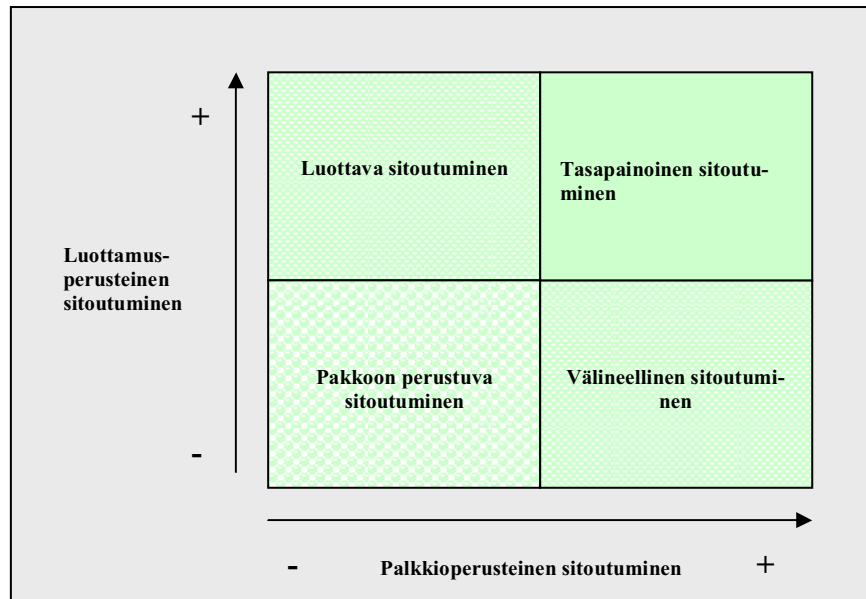 +
Luottava sitoutuminen
Tasapainoinen sitoutu-
minen
Luottamus-
perusteinen
sitoutuminen
Pakkoon perustuva
sitoutuminen
Välineellinen sitoutumi-
nen
-
- Palkkioperusteinen sitoutuminen +